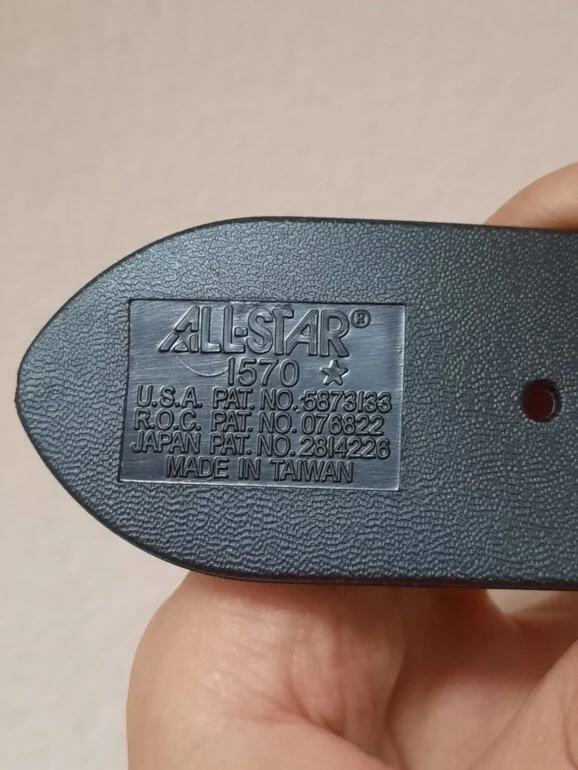 ALL-STAR®
1570 ☆
U.S.A. PAT. NO. 5873133
R.O.C. PAT. NO. 076822
JAPAN PAT. NO. 2814226
MADE IN TAIWAN